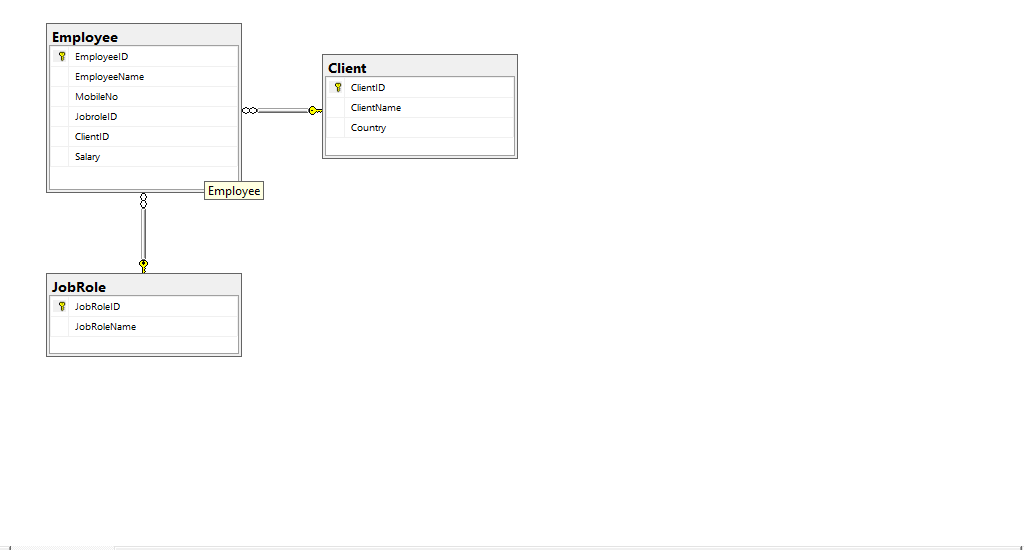 Employee
EmployeeID
EmployeeName
MobileNo
JobroleID
ClientID
Salary
Client
ClientID
ClientName
Country
Employee
JobRole
JobRoleID
JobRoleName